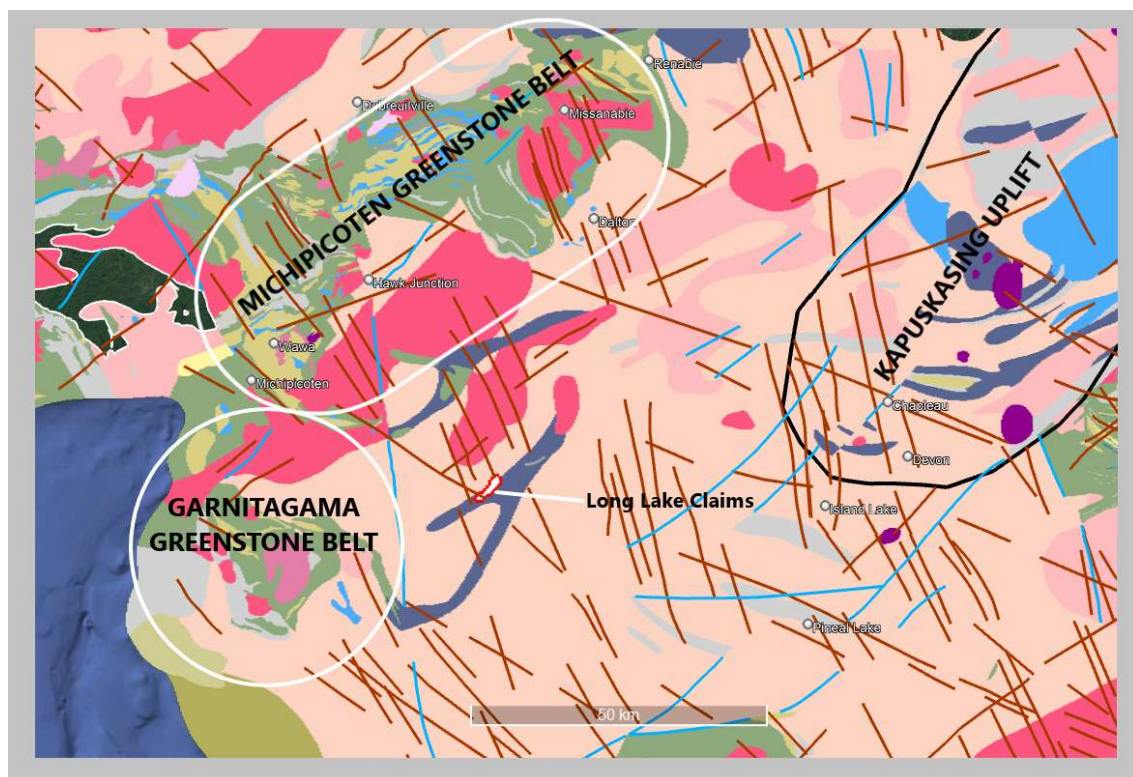 Renabie
Dubreuilville
Missanabie
MICHIPICOTEN GREENSTONE BELT
Dalton
KAPUSKASING UPLIFT
Hawk Junction
Wawa
Michipicoten
Chapleau
Devon
Long Lake Claims
GARNITAGAMA
GREENSTONE BELT
Island Lake
Pineal Lake
50 km